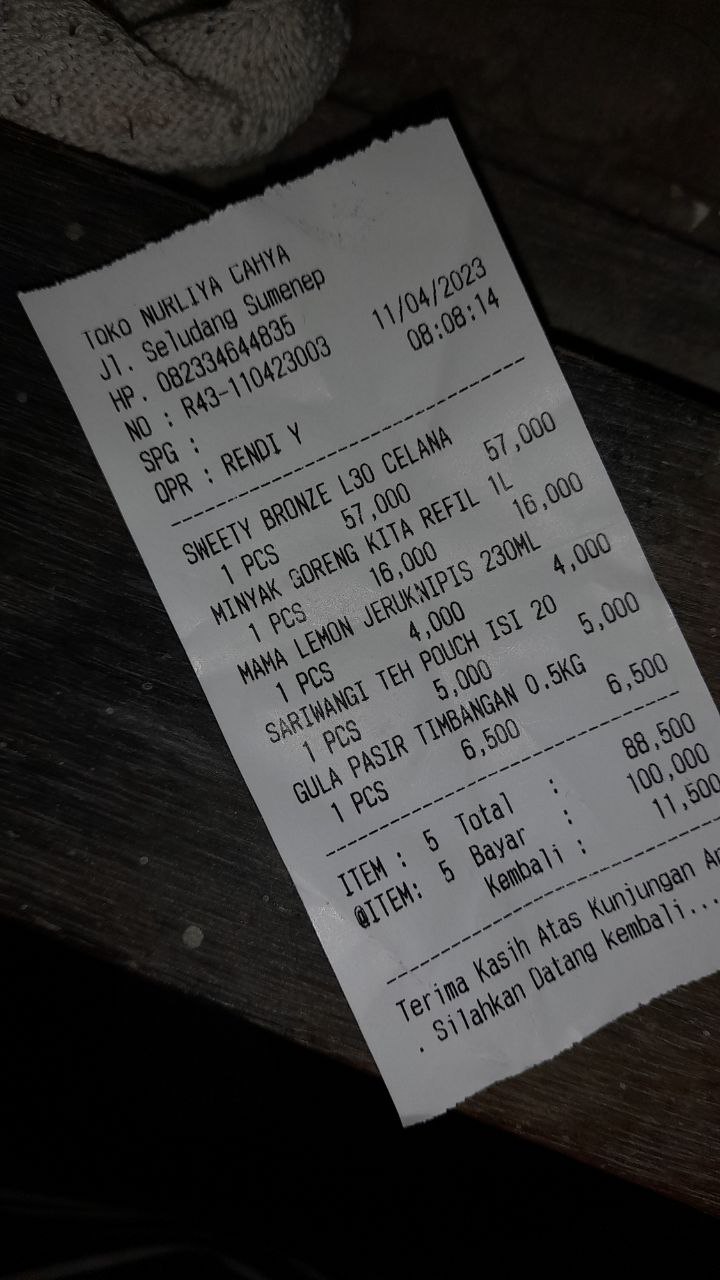 TOKO NURLIYA CAHYA
Jl. Seludang Sumenep
HP. 082334644835 11/04/2023
NO : R43-110423003 08:08:14
SPG :
OPR : RENDI Y
SWEETY BRONZE L30 CELANA
1 PCS 57,000 57,000
MINYAK GORENG KITA REFIL 1L
1 PCS 16,000 16,000
MAMA LEMON JERUKNIPIS 230ML
1 PCS 4,000 4,000
SARIWANGI TEH POUCH ISI 20
1 PCS 5,000 5,000
GULA PASIR TIMBANGAN 0.5KG
1 PCS 6,500 6,500
ITEM : 5 Total : 88,500
@ITEM: 5 Bayar : 100,000
Kembali : 11,500
Terima Kasih Atas Kunjungan
. Silahkan Datang kembali...